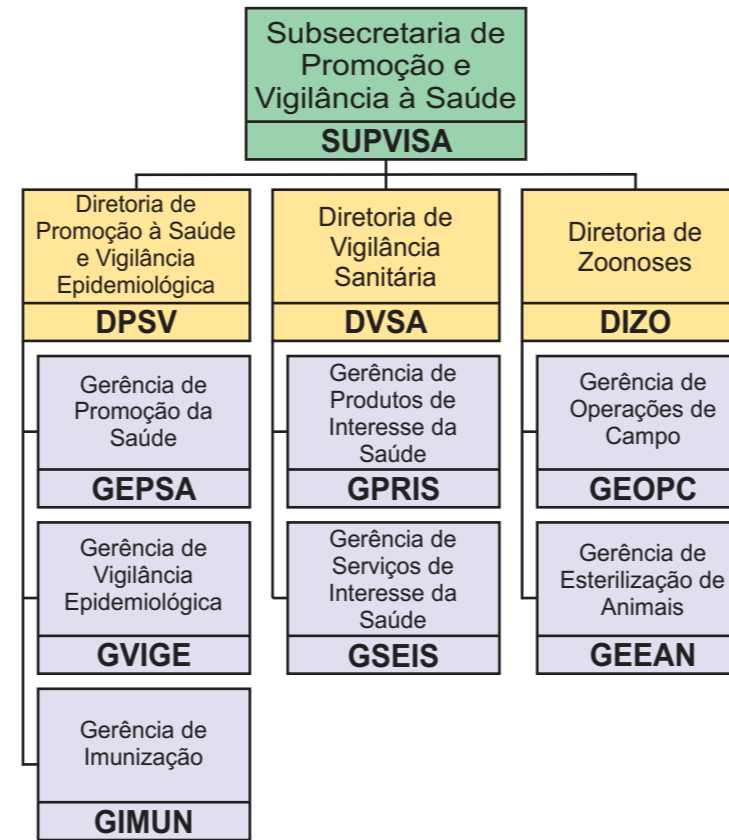 Subsecretaria de
Promoção e
Vigilância à Saúde
SUPVISA
Diretoria de
Promoção à Saúde
e Vigilância
Epidemiológica
DPSV
Diretoria de
Vigilância
Sanitária
DVSA
Diretoria de
Zoonoses
DIZO
Gerência de
Promoção da
Saúde
GEPSA
Gerência de
Produtos de
Interesse da
Saúde
GPRIS
Gerência de
Operações de
Campo
GEOPC
Gerência de
Vigilância
Epidemiológica
GVIGE
Gerência de
Serviços de
Interesse da
Saúde
GSEIS
Gerência de
Esterilização de
Animais
GEEAN
Gerência de
Imunização
GIMUN